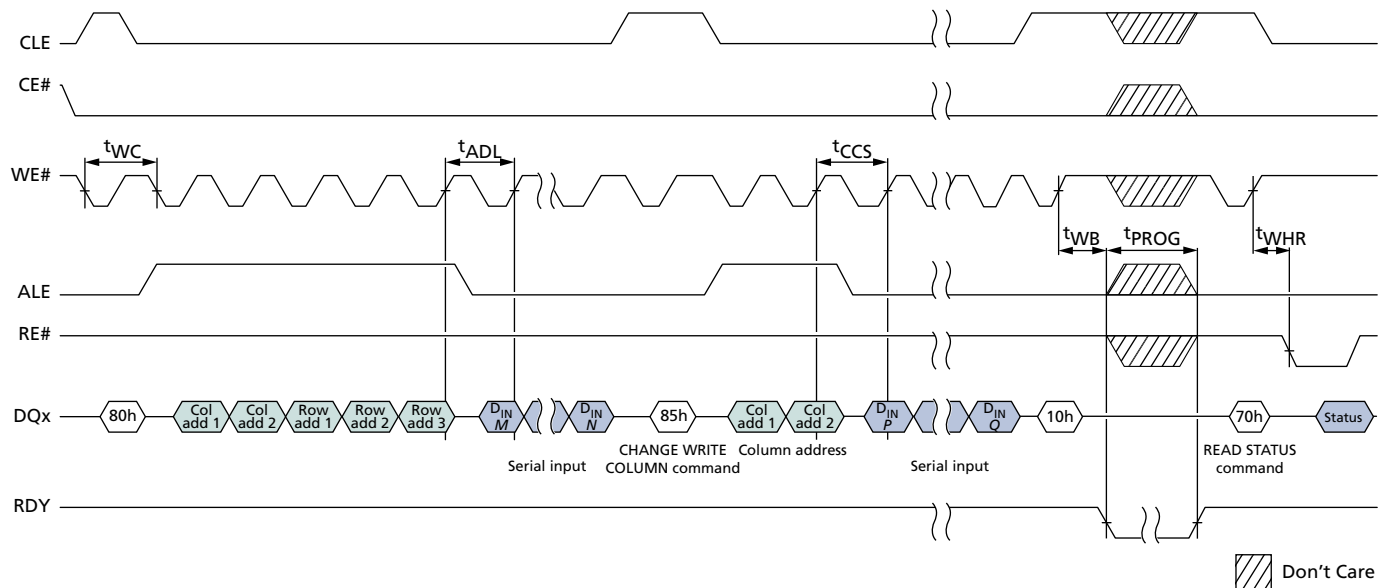 CLE
CE#
tWC
tADL
tCCS
WE#
tWB
tPROG
tWHR
ALE
RE#
DQx
80h
Col add 1
Col add 2
Row add 1
Row add 2
Row add 3
DIN M
DIN N
85h
Col add 1
Col add 2
DIN P
DIN Q
10h
70h
Status
Serial input
CHANGE WRITE
COLUMN command
Column address
Serial input
READ STATUS
command
RDY
Don't Care